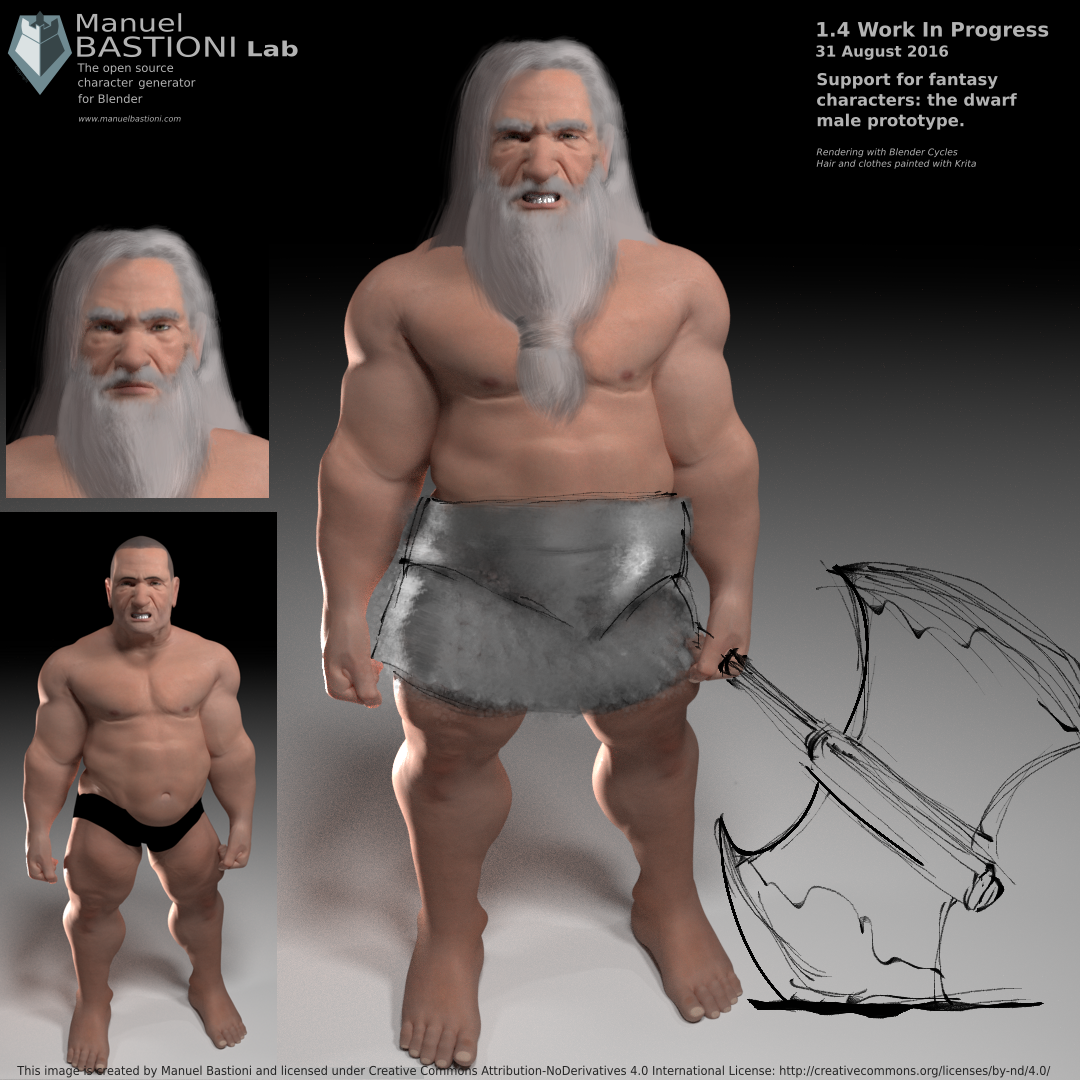 Manuel
BASTIONI Lab
The open source
character generator
for Blender
www.manuelbastioni.com
1.4 Work In Progress
31 August 2016
Support for fantasy
characters: the dwarf
male prototype.
Rendering with Blender Cycles
Hair and clothes painted with Krita
This image is created by Manuel Bastioni and licensed under Creative Commons Attribution-NoDerivatives 4.0 International License: http://creativecommons.org/licenses/by-nd/4.0/